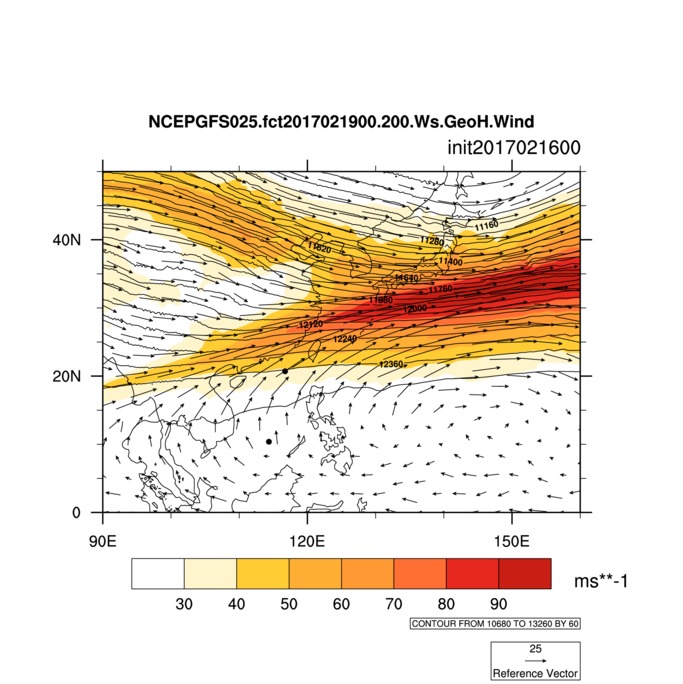 NCEPGFS025.fct2017021900.200.Ws.GeoH.Wind
init2017021600
11160
11280
11520
11400
40N
11640
11760
11880
12000
12120
12240
12360
20N
0
90E 120E 150E
ms**-1
30 40 50 60 70 80 90
CONTOUR FROM 10680 TO 13260 BY 60
25
Reference Vector